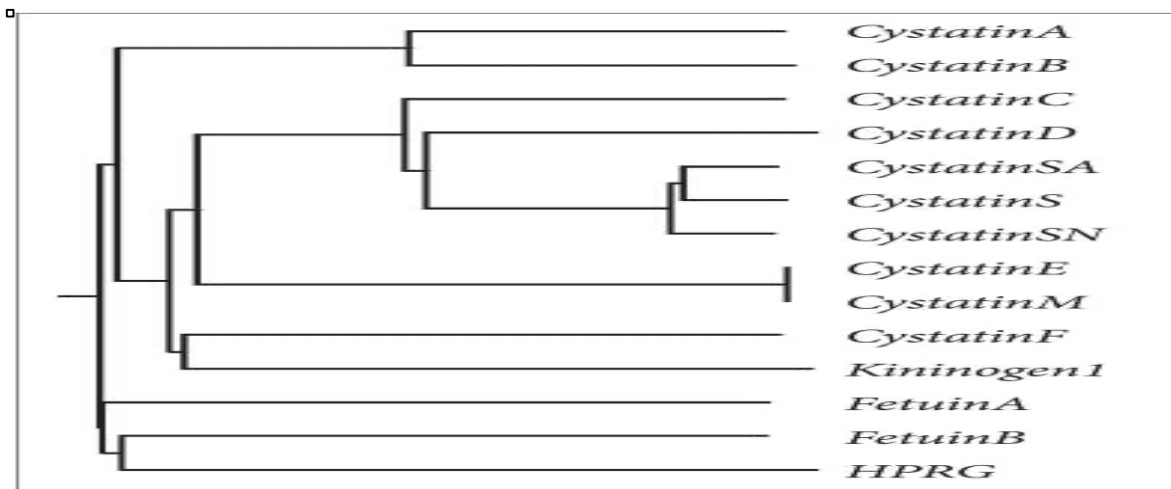 CystatinA
CystatinB
CystatinC
CystatinD
CystatinSA
CystatinS
CystatinSN
CystatinE
CystatinM
CystatinF
Kininogen1
FetuinA
FetuinB
HPRG